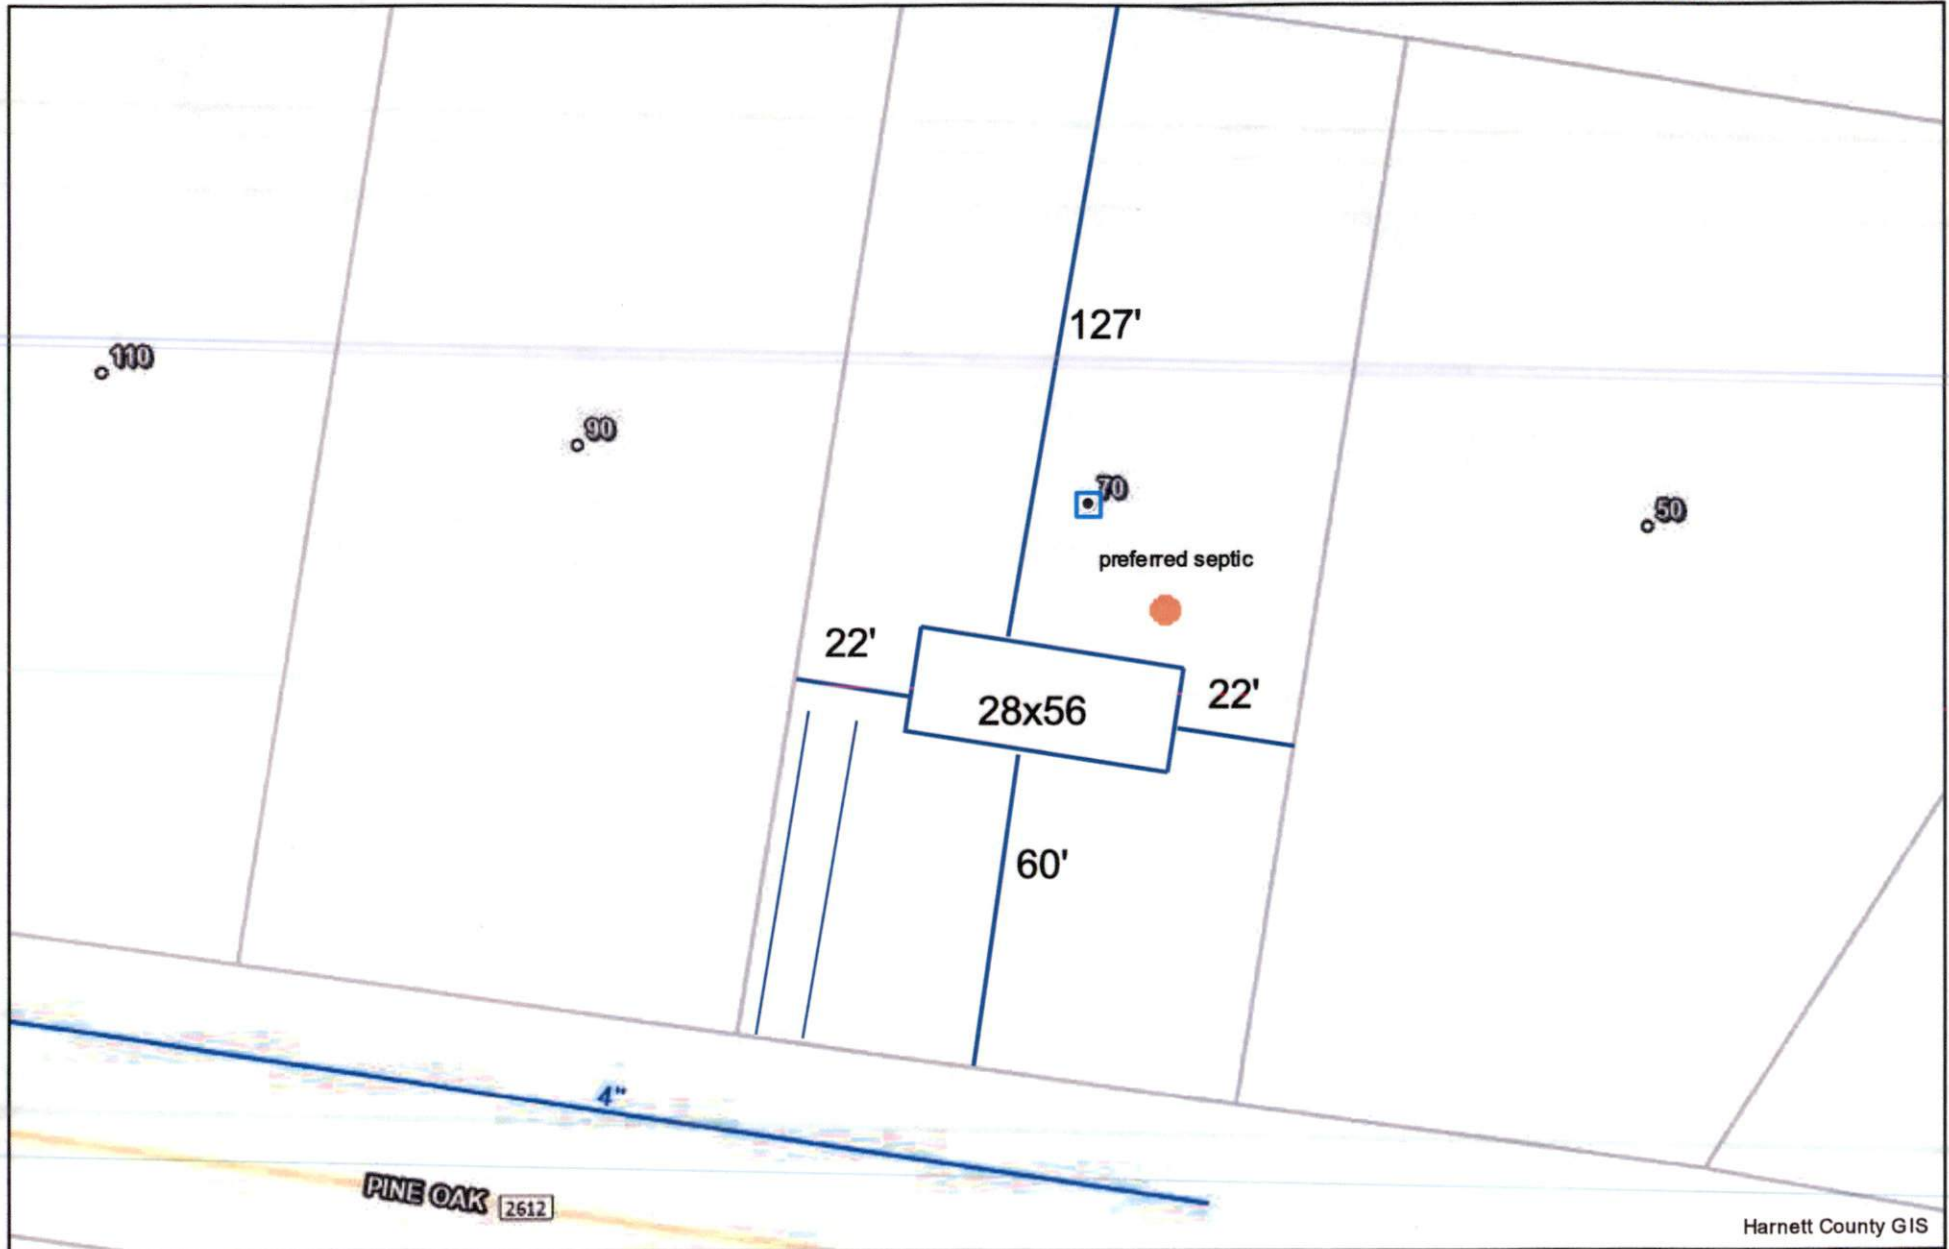 127'
110
90
70
50
preferred septic
22'
22'
28x56
60'
4"
PINE OAK 2612
Harnett County GIS